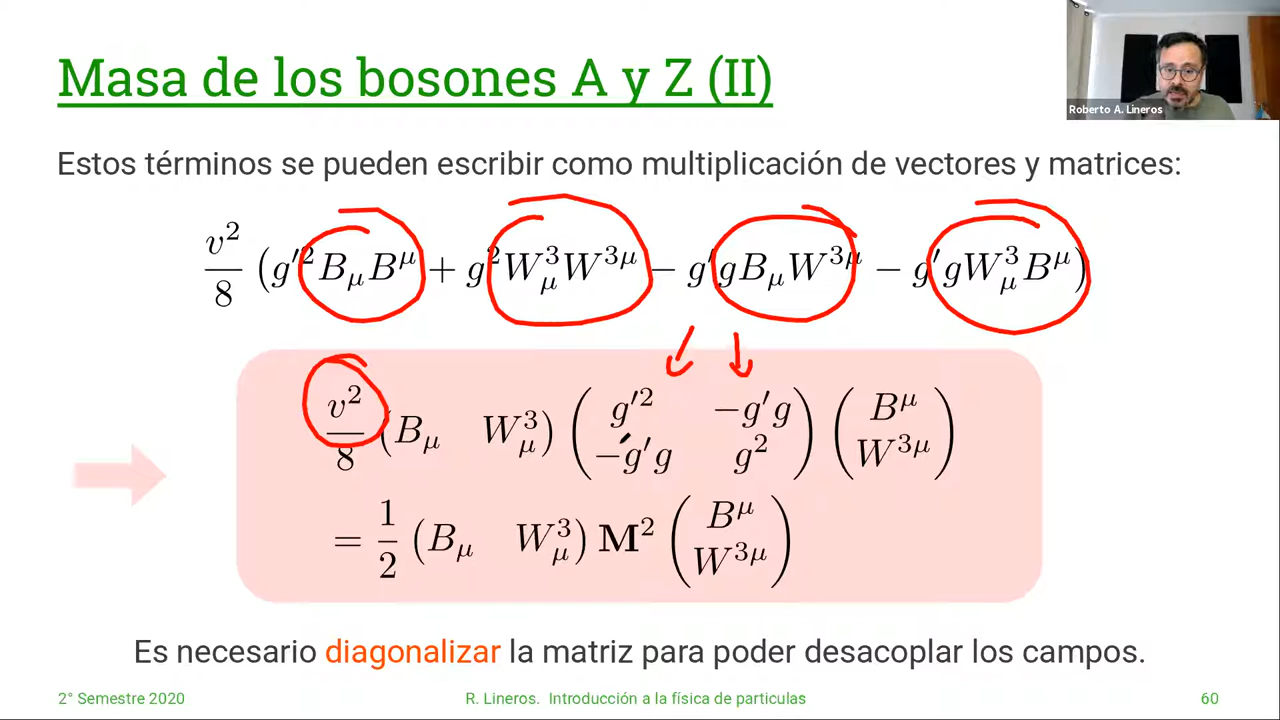 Masa de los bosones A y Z (II)
Roberto A. Lineros
Estos términos se pueden escribir como multiplicación de vectores y matrices:
v²/8 (g′² B_μ B^μ + g² W³_μ W^{3μ} − g′g B_μ W^{3μ} − g′g W³_μ B^μ)
v²/8 (B_μ W³_μ) (g′² −g′g ; −g′g g²) (B^μ ; W^{3μ})
= 1/2 (B_μ W³_μ) M² (B^μ ; W^{3μ})
Es necesario diagonalizar la matriz para poder desacoplar los campos.
2° Semestre 2020
R. Lineros. Introducción a la física de particulas
60